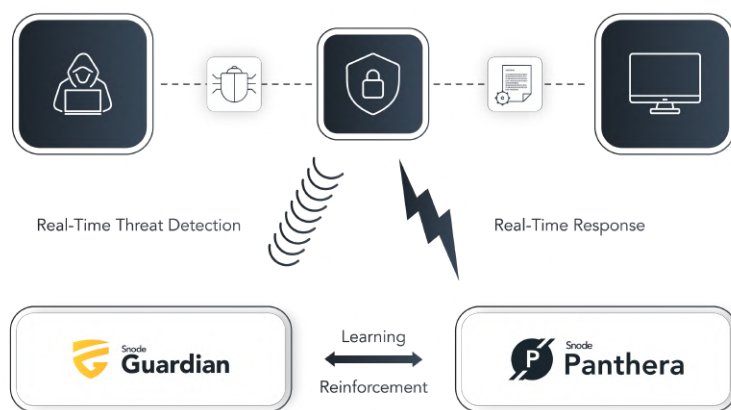 Real-Time Threat Detection
Real-Time Response
Snode
Guardian
Learning
Reinforcement
P
Snode
Panthera